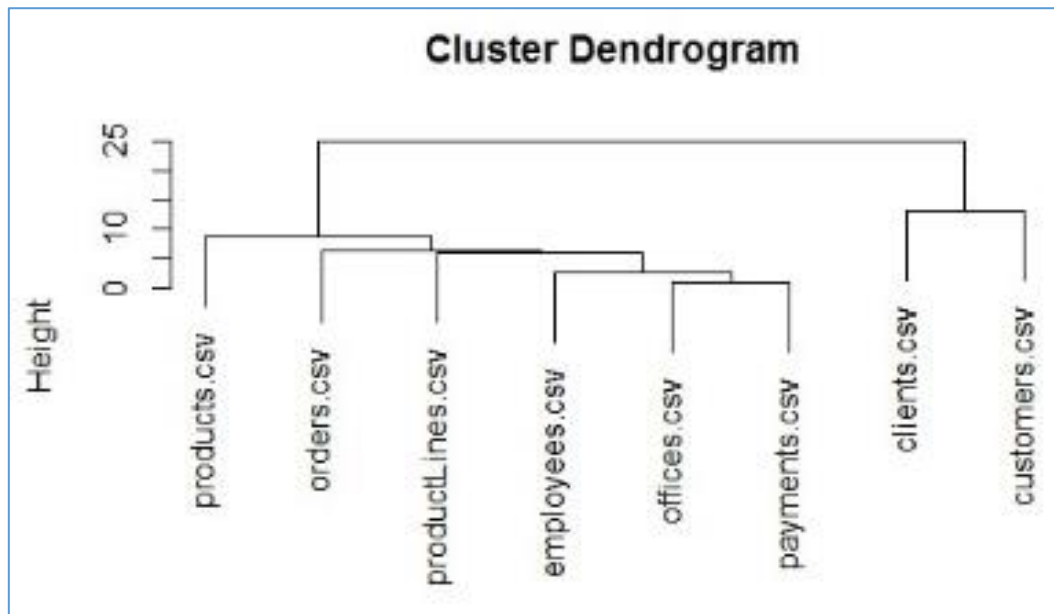 Cluster Dendrogram
25
10
0
Height
products.csv
orders.csv
productLines.csv
employees.csv
offices.csv
payments.csv
clients.csv
customers.csv